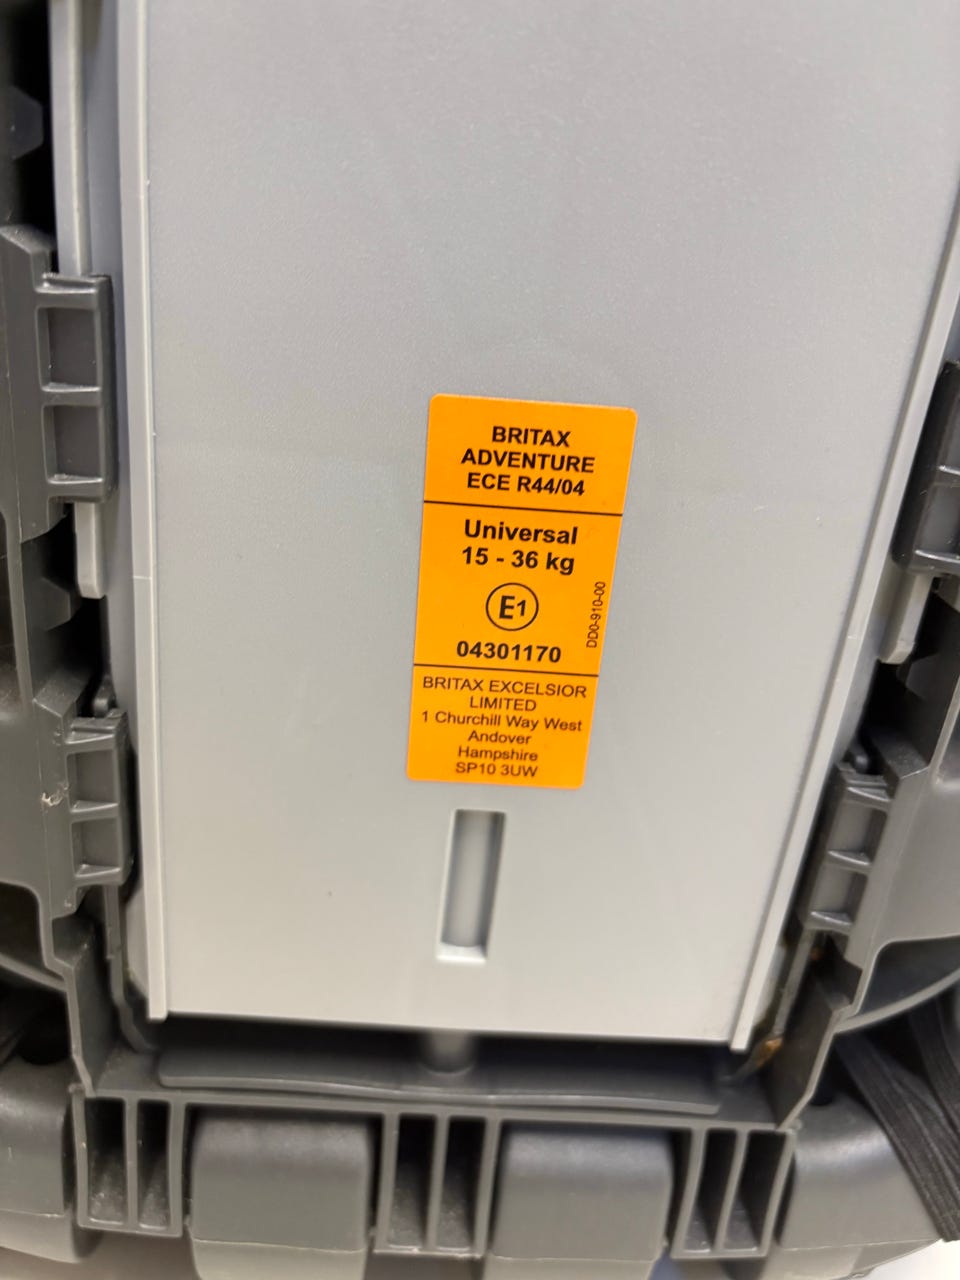 BRITAX
ADVENTURE
ECE R44/04
Universal
15 - 36 kg
E1
04301170
DD0-910-00
BRITAX EXCELSIOR
LIMITED
1 Churchill Way West
Andover
Hampshire
SP10 3UW